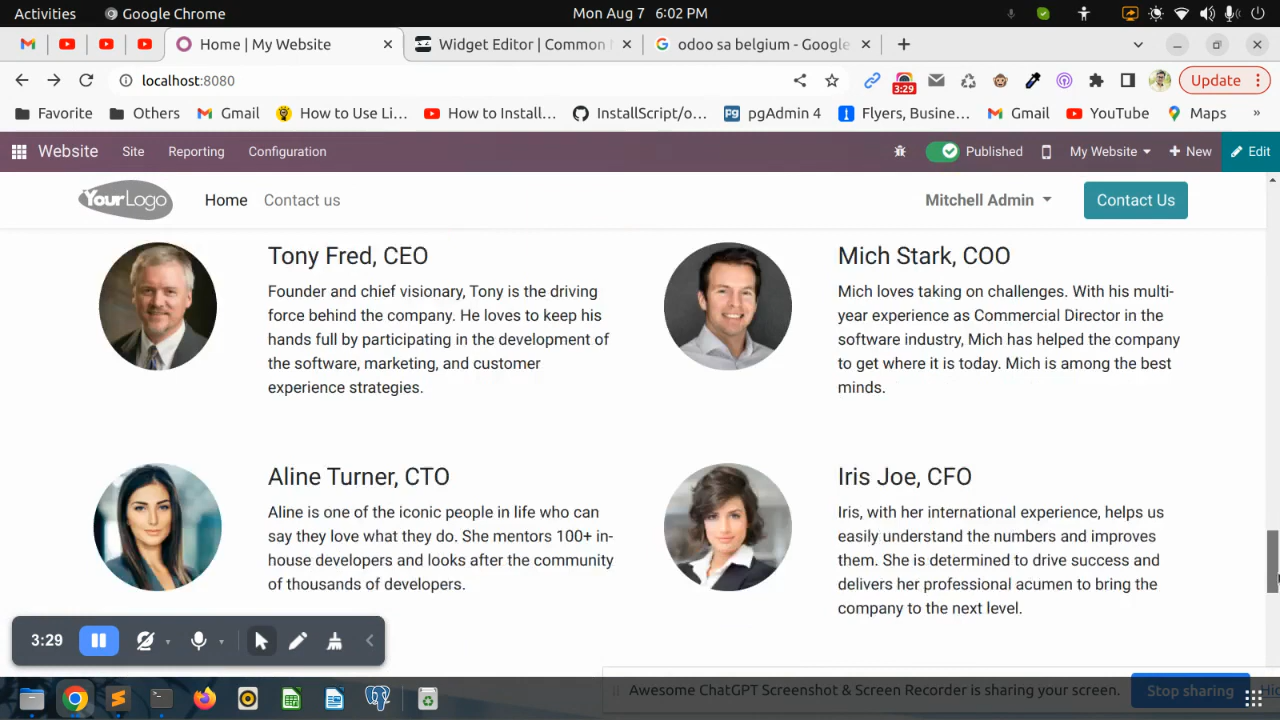 Activities
Google Chrome
Mon Aug 7 6:02 PM
Home | My Website
Widget Editor | Common
odoo sa belgium - Google
localhost:8080
3:29
Update
Favorite
Others
Gmail
How to Use Li...
How to Install...
InstallScript/o...
pgAdmin 4
Flyers, Busine...
Gmail
YouTube
Maps
»
Website
Site
Reporting
Configuration
Published
My Website
+ New
Edit
YourLogo
Home
Contact us
Mitchell Admin
Contact Us
Tony Fred, CEO
Founder and chief visionary, Tony is the driving
force behind the company. He loves to keep his
hands full by participating in the development of
the software, marketing, and customer
experience strategies.
Mich Stark, COO
Mich loves taking on challenges. With his multi-
year experience as Commercial Director in the
software industry, Mich has helped the company
to get where it is today. Mich is among the best
minds.
Aline Turner, CTO
Aline is one of the iconic people in life who can
say they love what they do. She mentors 100+ in-
house developers and looks after the community
of thousands of developers.
Iris Joe, CFO
Iris, with her international experience, helps us
easily understand the numbers and improves
them. She is determined to drive success and
delivers her professional acumen to bring the
company to the next level.
3:29
Awesome ChatGPT Screenshot & Screen Recorder is sharing your screen.
Stop sharing